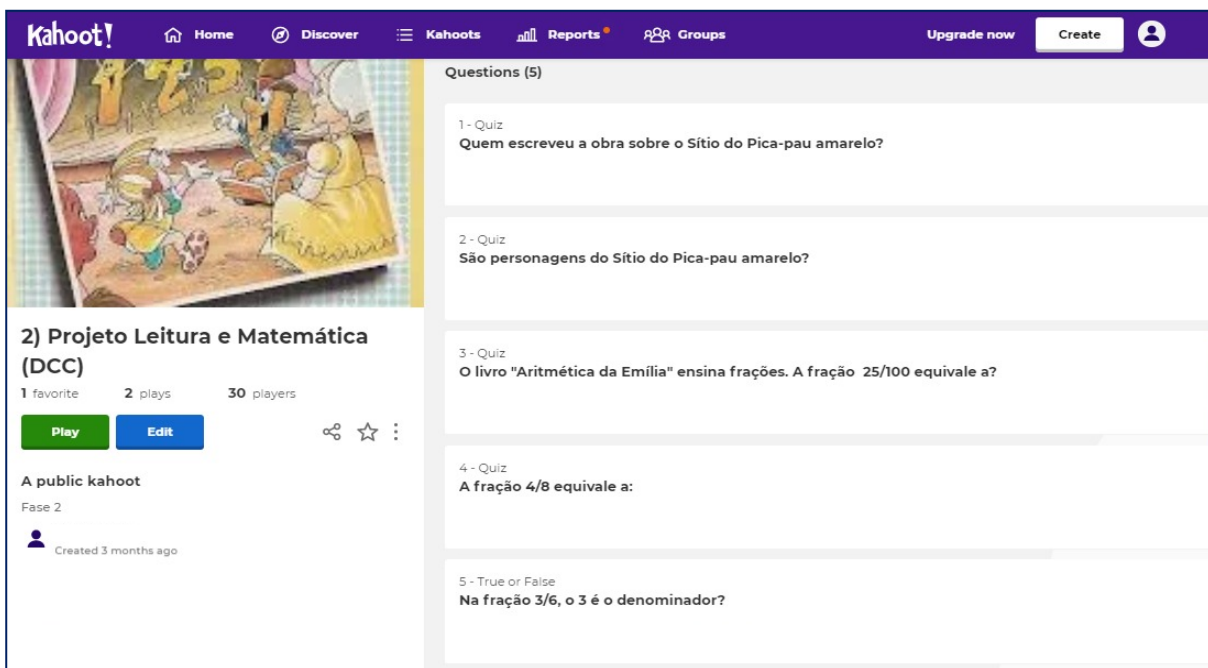 Kahoot! Home Discover Kahoots Reports Groups Upgrade now Create
1 2 3
2) Projeto Leitura e Matemática
(DCC)
1 favorite 2 plays 30 players
Play Edit
A public kahoot
Fase 2
Created 3 months ago
Questions (5)
1 - Quiz
Quem escreveu a obra sobre o Sítio do Pica-pau amarelo?
2 - Quiz
São personagens do Sítio do Pica-pau amarelo?
3 - Quiz
O livro "Aritmética da Emília" ensina frações. A fração 25/100 equivale a?
4 - Quiz
A fração 4/8 equivale a:
5 - True or False
Na fração 3/6, o 3 é o denominador?